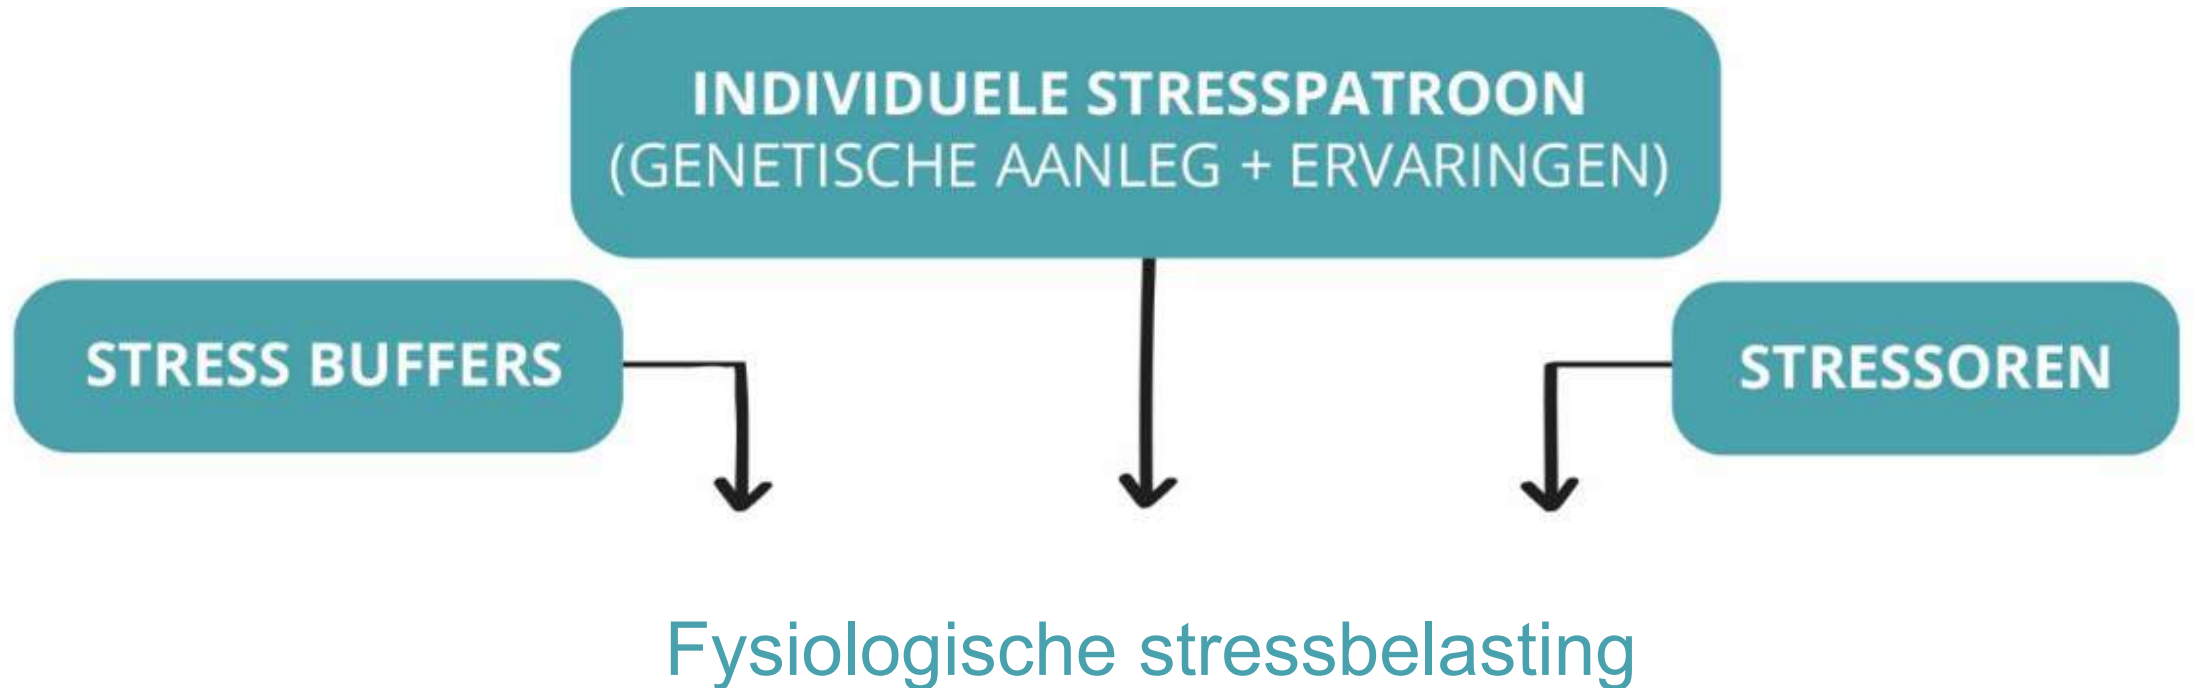 INDIVIDUELE STRESSPATROON
(GENETISCHE AANLEG + ERVARINGEN)
STRESS BUFFERS
STRESSOREN
Fysiologische stressbelasting